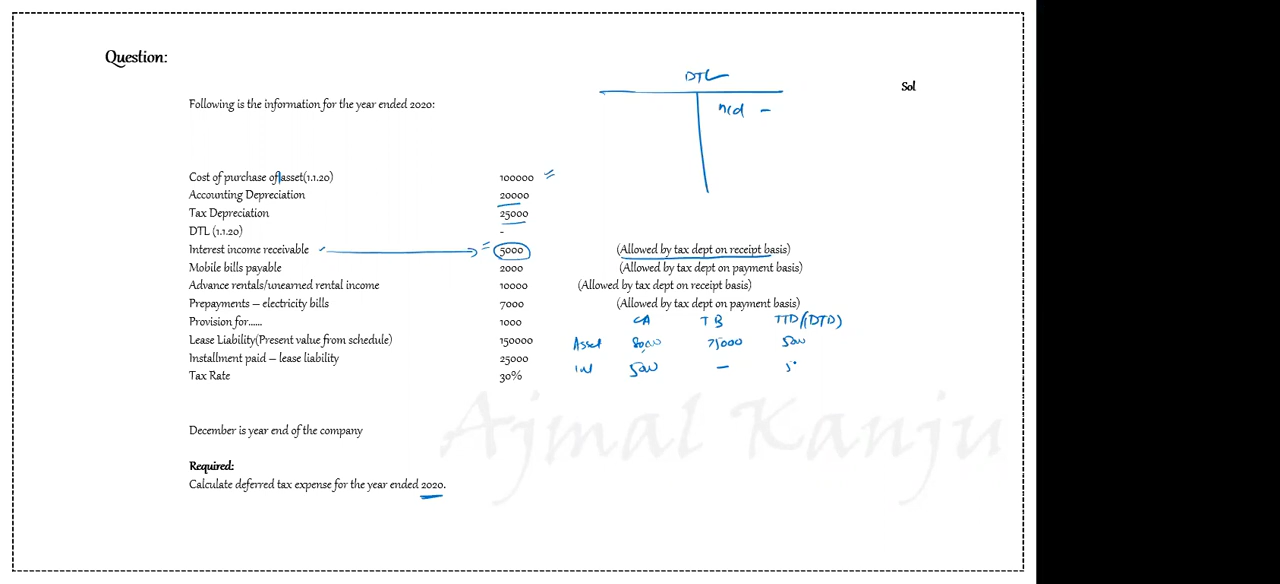 Question:
DTL
Sol
Following is the information for the year ended 2020:
n/d -
Cost of purchase of asset(1.1.20) 100000 =
Accounting Depreciation 20000
Tax Depreciation 25000
DTL (1.1.20) -
Interest income receivable = 5000 (Allowed by tax dept on receipt basis)
Mobile bills payable 2000 (Allowed by tax dept on payment basis)
Advance rentals/unearned rental income 10000 (Allowed by tax dept on receipt basis)
Prepayments – electricity bills 7000 (Allowed by tax dept on payment basis)
Provision for...... 1000
CA TB TTD/(DTD)
Lease Liability(Present value from schedule) 150000
Asset 80000 75000 5000
Installment paid – lease liability 25000
Int 5000 - 5
Tax Rate 30%
Ajmal Kanju
December is year end of the company
Required:
Calculate deferred tax expense for the year ended 2020.